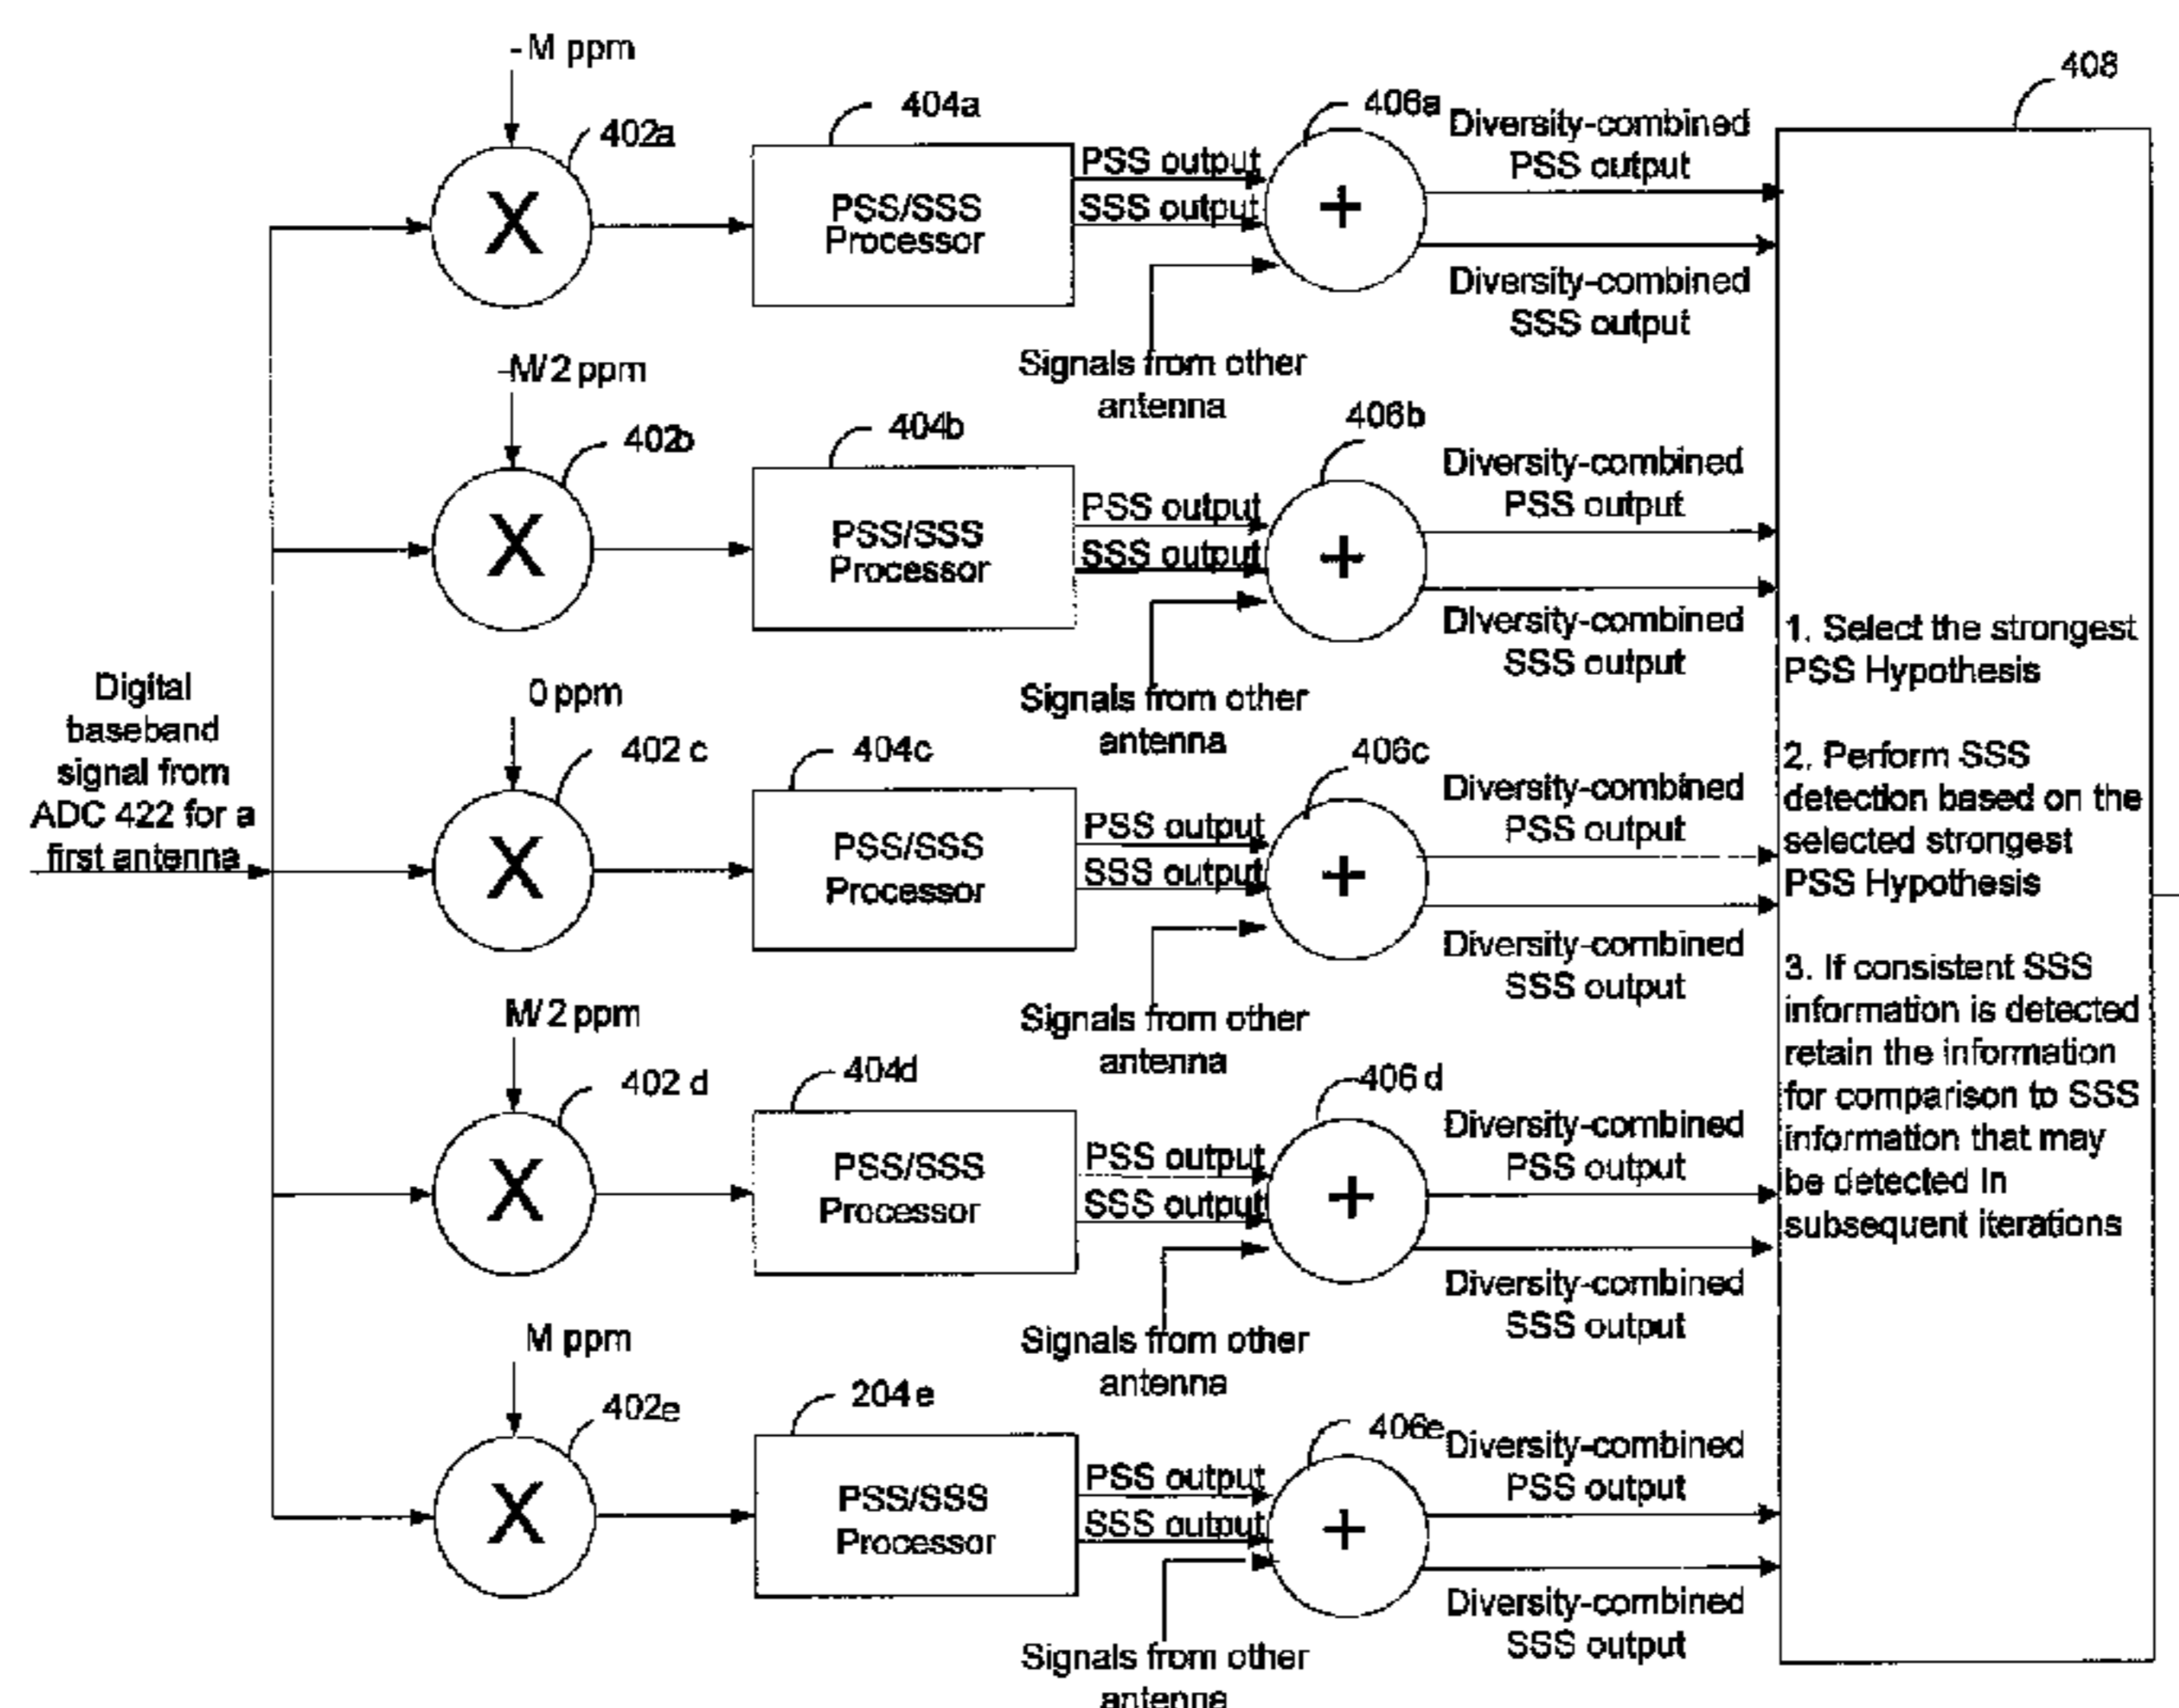 - M ppm
402a
404a
PSS/SSS
Processor
PSS output
SSS output
406a
Diversity-combined
PSS output
Diversity-combined
SSS output
Signals from other
antenna
408
-M/2 ppm
402b
404b
PSS/SSS
Processor
PSS output
SSS output
406b
Diversity-combined
PSS output
Diversity-combined
SSS output
Signals from other
antenna
Digital
baseband
signal from
ADC 422 for a
first antenna
0 ppm
402 c
404c
PSS/SSS
Processor
PSS output
SSS output
406c
Diversity-combined
PSS output
Diversity-combined
SSS output
Signals from other
antenna
M/2 ppm
402 d
404d
PSS/SSS
Processor
PSS output
SSS output
406 d
Diversity-combined
PSS output
Diversity-combined
SSS output
Signals from other
antenna
M ppm
402e
204 e
PSS/SSS
Processor
PSS output
SSS output
406e
Diversity-combined
PSS output
Diversity-combined
SSS output
Signals from other
antenna
1. Select the strongest
PSS Hypothesis
2. Perform SSS
detection based on the
selected strongest
PSS Hypothesis
3. If consistent SSS
information is detected
retain the information
for comparison to SSS
information that may
be detected in
subsequent iterations
X
X
X
X
X
+
+
+
+
+